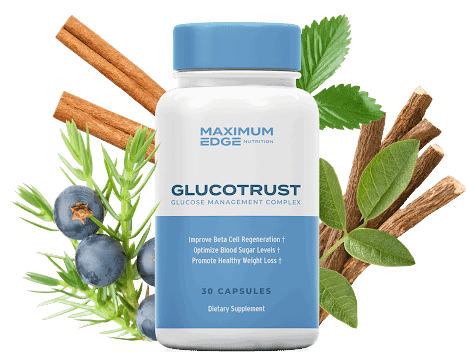 MAXIMUM
EDGE NUTRITION
GLUCOTRUST
GLUCOSE MANAGEMENT COMPLEX
Improve Beta Cell Regeneration †
Optimize Blood Sugar Levels †
Promote Healthy Weight Loss †
30 CAPSULES
Dietary Supplement